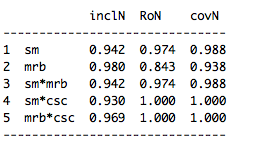 inclN RoN covN
----------------------------
1 sm 0.942 0.974 0.988
2 mrb 0.980 0.843 0.938
3 sm*mrb 0.942 0.974 0.988
4 sm*csc 0.930 1.000 1.000
5 mrb*csc 0.969 1.000 1.000
----------------------------